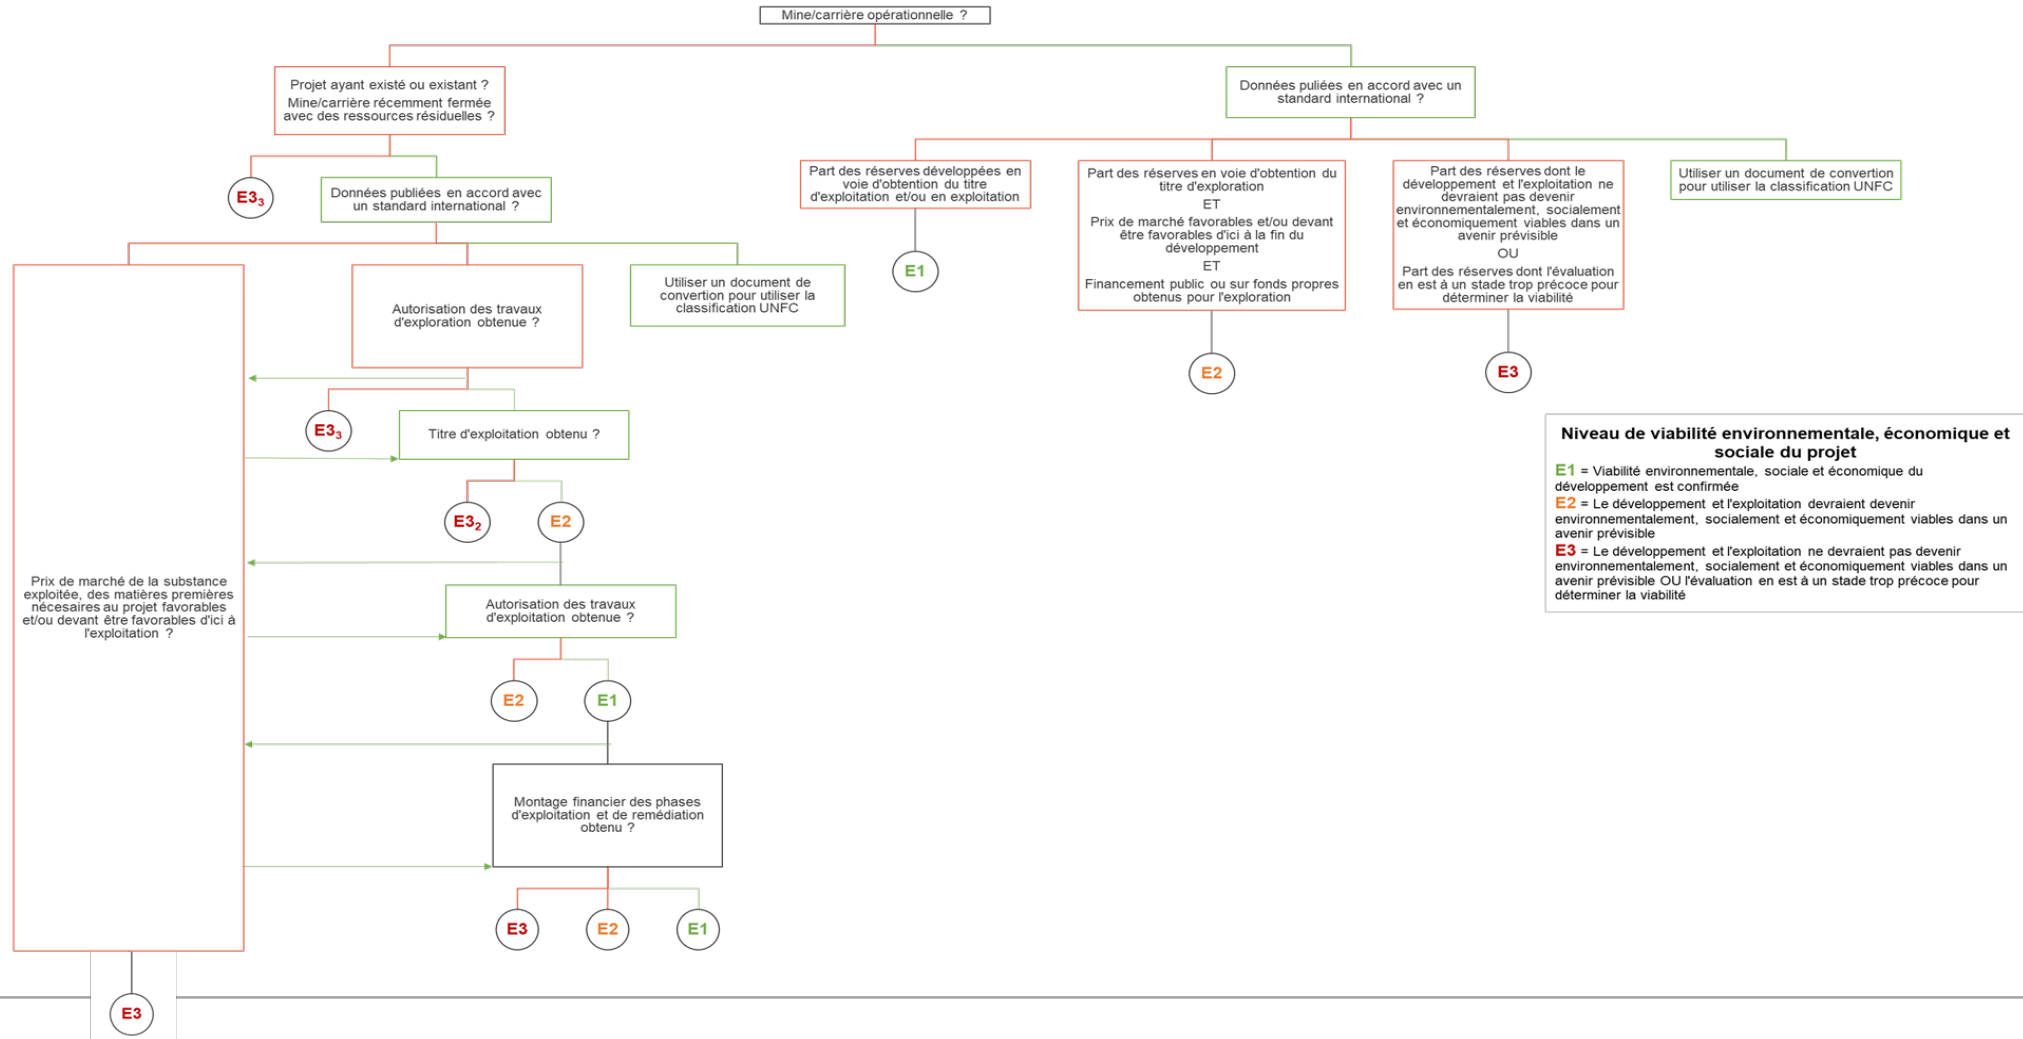 Mine/carrière opérationnelle ?
Projet ayant existé ou existant ?
Mine/carrière récemment fermée
avec des ressources résiduelles ?
Données puliées en accord avec un
standard international ?
E3₃
Données publiées en accord avec
un standard international ?
Part des réserves développées en
voie d'obtention du titre
d'exploitation et/ou en exploitation
E1
Part des réserves en voie d'obtention du
titre d'exploration
ET
Prix de marché favorables et/ou devant
être favorables d'ici à la fin du
développement
ET
Financement public ou sur fonds propres
obtenus pour l'exploration
E2
Part des réserves dont le
développement et l'exploitation ne
devraient pas devenir
environnementalement, socialement
et économiquement viables dans un
avenir prévisible
OU
Part des réserves dont l'évaluation
en est à un stade trop précoce pour
déterminer la viabilité
E3
Utiliser un document de convertion
pour utiliser la classification UNFC
Prix de marché de la substance
exploitée, des matières premières
nécesaires au projet favorables
et/ou devant être favorables d'ici à
l'exploitation ?
E3
Autorisation des travaux
d'exploration obtenue ?
Utiliser un document de
convertion pour utiliser la
classification UNFC
E3₃
Titre d'exploitation obtenu ?
E3₂
E2
Autorisation des travaux
d'exploitation obtenue ?
E2
E1
Montage financier des phases
d'exploitation et de remédiation
obtenu ?
E3
E2
E1
Niveau de viabilité environnementale, économique et
sociale du projet
E1 = Viabilité environnementale, sociale et économique du
développement est confirmée
E2 = Le développement et l'exploitation devraient devenir
environnementalement, socialement et économiquement viables dans un
avenir prévisible
E3 = Le développement et l'exploitation ne devraient pas devenir
environnementalement, socialement et économiquement viables dans un
avenir prévisible OU l'évaluation en est à un stade trop précoce pour
déterminer la viabilité